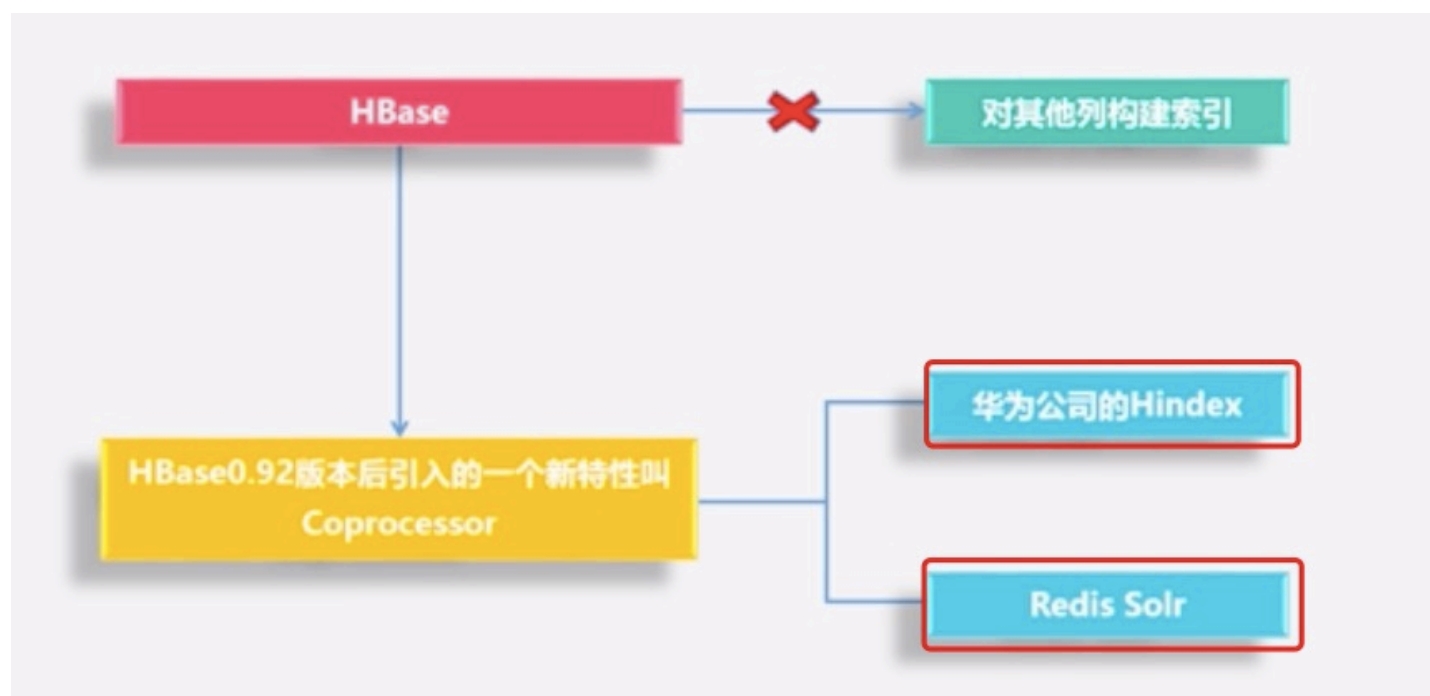 HBase
对其他列构建索引
华为公司的Hindex
HBase0.92版本后引入的一个新特性叫
Coprocessor
Redis Solr